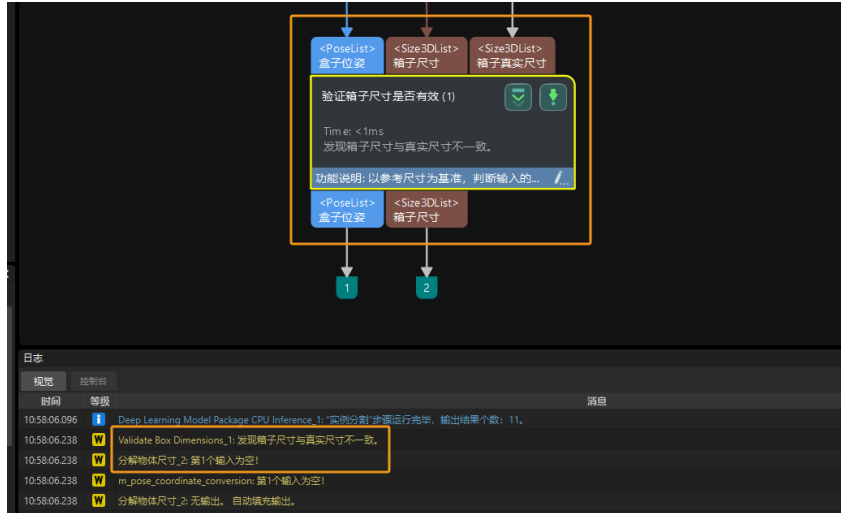 <PoseList>
盒子位姿
<Size3DList>
箱子尺寸
<Size3DList>
箱子真实尺寸
验证箱子尺寸是否有效 (1)
Time: <1ms
发现箱子尺寸与真实尺寸不一致。
功能说明: 以参考尺寸为基准，判断输入的...
<PoseList>
盒子位姿
<Size3DList>
箱子尺寸
1
2
日志
视觉 控制台
时间 等级 消息
10:58:06.096 i Deep Learning Model Package CPU Inference_1: "实例分割"步骤运行完毕，输出结果个数：11。
10:58:06.238 W Validate Box Dimensions_1: 发现箱子尺寸与真实尺寸不一致。
10:58:06.238 W 分解物体尺寸_2: 第1个输入为空!
10:58:06.238 W m_pose_coordinate_conversion: 第1个输入为空!
10:58:06.238 W 分解物体尺寸_2: 无输出。 自动填充输出。